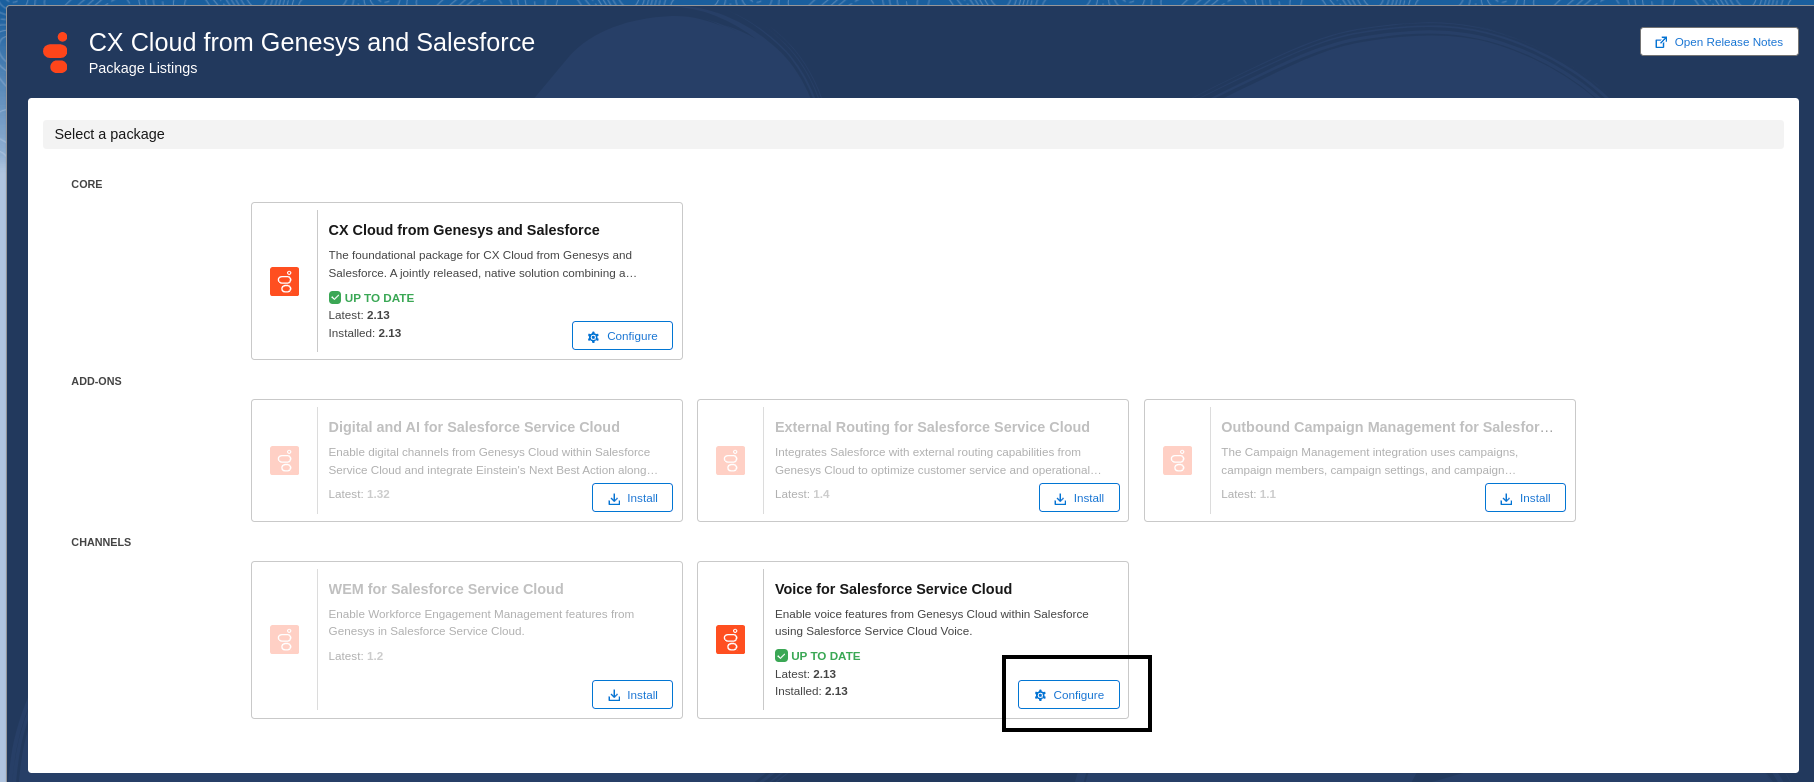 CX Cloud from Genesys and Salesforce
Package Listings
Open Release Notes
Select a package
CORE
CX Cloud from Genesys and Salesforce
The foundational package for CX Cloud from Genesys and
Salesforce. A jointly released, native solution combining a…
UP TO DATE
Latest: 2.13
Installed: 2.13
Configure
ADD-ONS
Digital and AI for Salesforce Service Cloud
Enable digital channels from Genesys Cloud within Salesforce
Service Cloud and integrate Einstein's Next Best Action along…
Latest: 1.32
Install
External Routing for Salesforce Service Cloud
Integrates Salesforce with external routing capabilities from
Genesys Cloud to optimize customer service and operational…
Latest: 1.4
Install
Outbound Campaign Management for Salesfor…
The Campaign Management integration uses campaigns,
campaign members, campaign settings, and campaign…
Latest: 1.1
Install
CHANNELS
WEM for Salesforce Service Cloud
Enable Workforce Engagement Management features from
Genesys in Salesforce Service Cloud.
Latest: 1.2
Install
Voice for Salesforce Service Cloud
Enable voice features from Genesys Cloud within Salesforce
using Salesforce Service Cloud Voice.
UP TO DATE
Latest: 2.13
Installed: 2.13
Configure